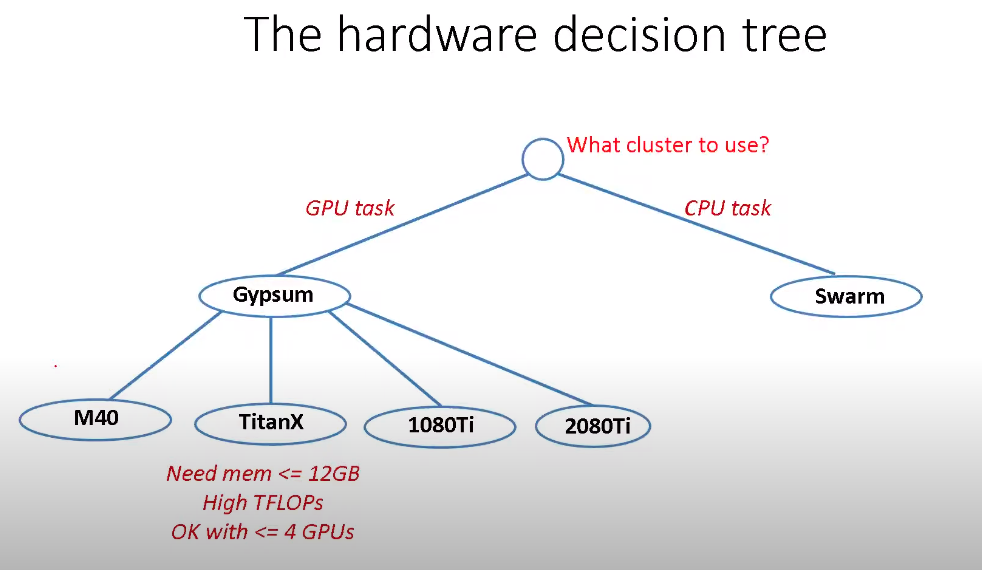 The hardware decision tree
What cluster to use?
GPU task
CPU task
Gypsum
Swarm
M40
TitanX
1080Ti
2080Ti
Need mem <= 12GB
High TFLOPs
OK with <= 4 GPUs